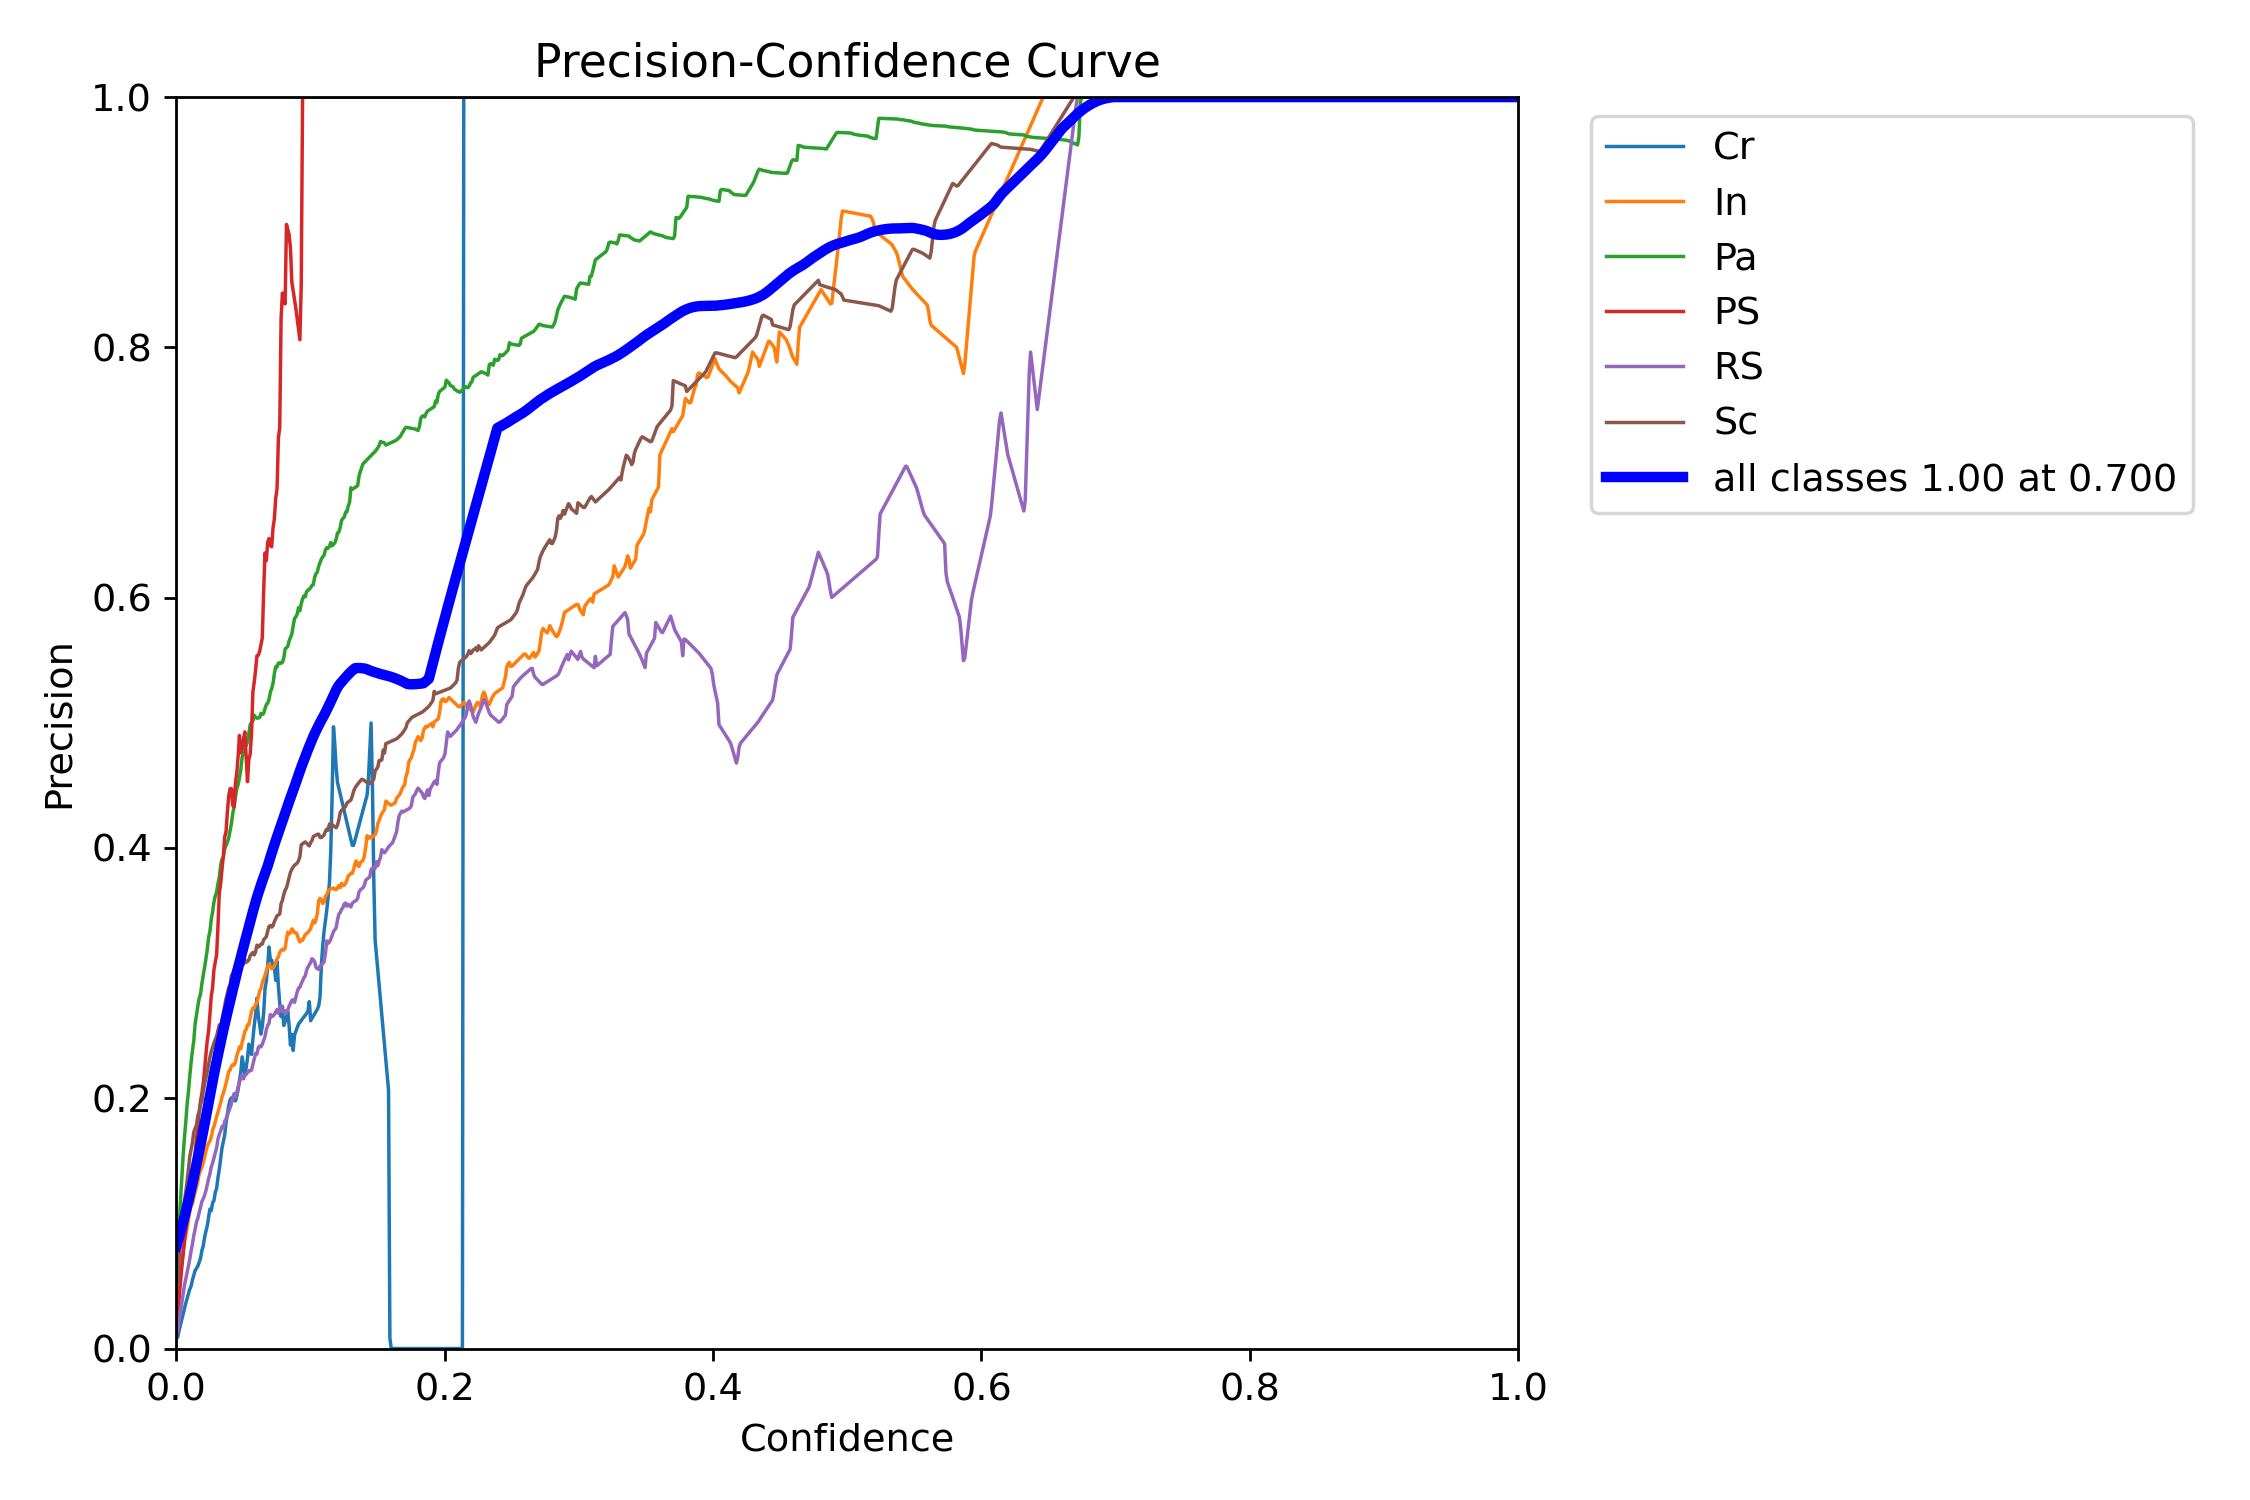 Precision-Confidence Curve
1.0
0.8
0.6
0.4
0.2
0.0
Precision
0.0 0.2 0.4 0.6 0.8 1.0
Confidence
Cr
In
Pa
PS
RS
Sc
all classes 1.00 at 0.700